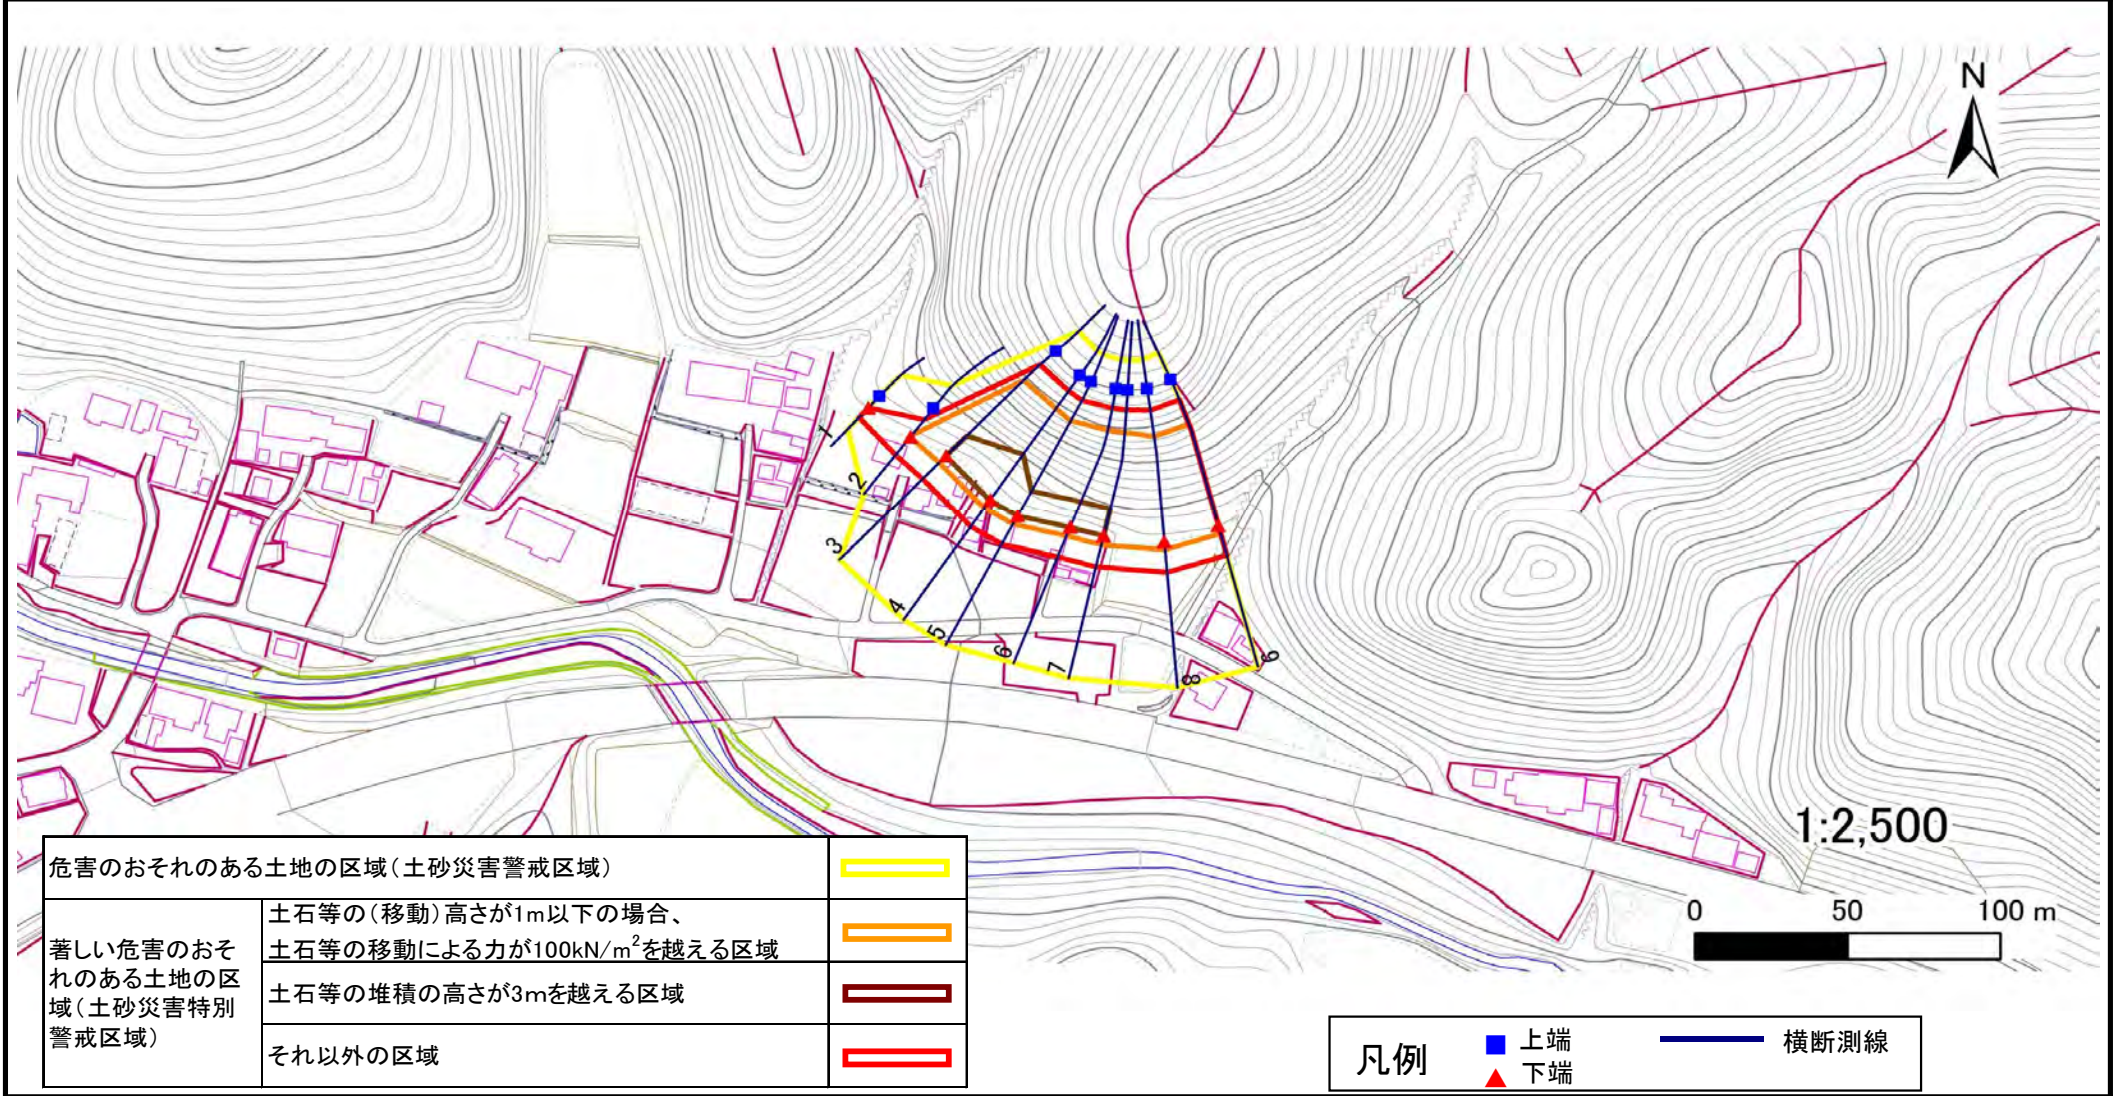 N
1
2
3
4
5
6
7
8
9
1:2,500
0 50 100 m
危害のおそれのある土地の区域(土砂災害警戒区域)
著しい危害のおそ
れのある土地の区
域(土砂災害特別
警戒区域)
土石等の(移動)高さが1m以下の場合、
土石等の移動による力が100kN/m²を越える区域
土石等の堆積の高さが3mを越える区域
それ以外の区域
凡例
上端
下端
横断測線